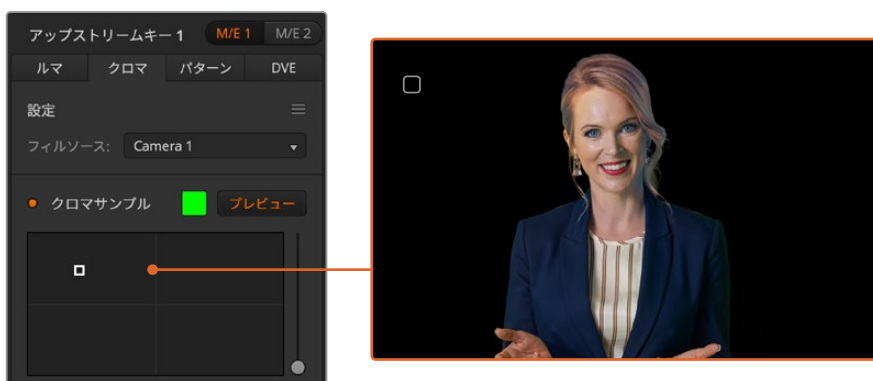 アップストリームキー 1 M/E 1 M/E 2
ルマ クロマ パターン DVE
設定
フィルソース: Camera 1
クロマサンプル プレビュー